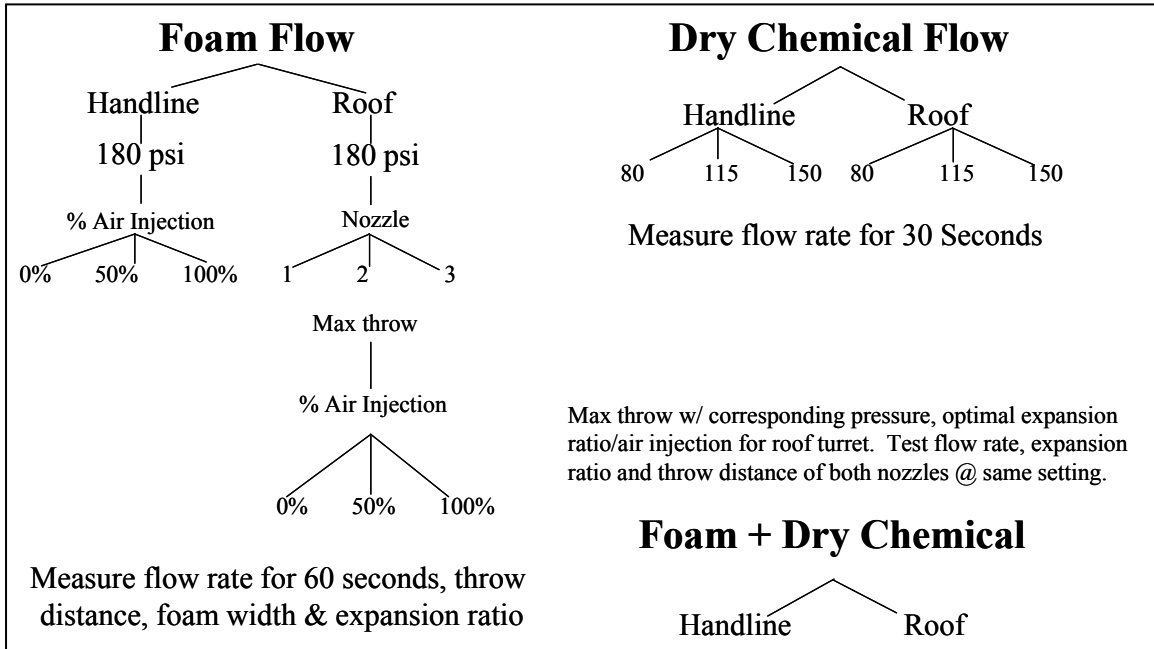 Foam Flow
Handline Roof
180 psi 180 psi
% Air Injection Nozzle
0% 50% 100% 1 2 3
Max throw
% Air Injection
0% 50% 100%
Measure flow rate for 60 seconds, throw
distance, foam width & expansion ratio
Dry Chemical Flow
Handline Roof
80 115 150 80 115 150
Measure flow rate for 30 Seconds
Max throw w/ corresponding pressure, optimal expansion
ratio/air injection for roof turret. Test flow rate, expansion
ratio and throw distance of both nozzles @ same setting.
Foam + Dry Chemical
Handline Roof